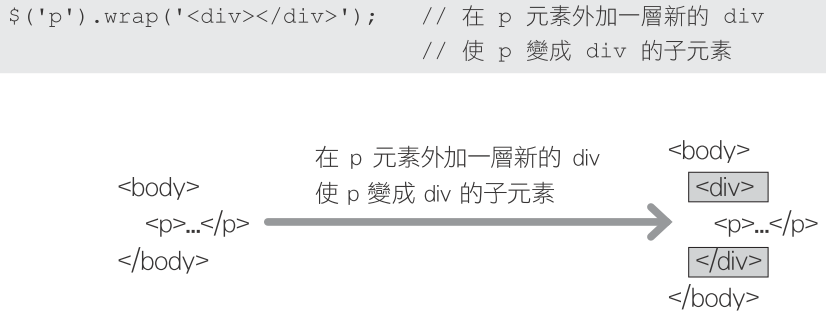 $('p').wrap('<div></div>'); // 在 p 元素外加一層新的 div
// 使 p 變成 div 的子元素
在 p 元素外加一層新的 div
使 p 變成 div 的子元素
<body>
<p>...</p>
</body>
<body>
<div>
<p>...</p>
</div>
</body>